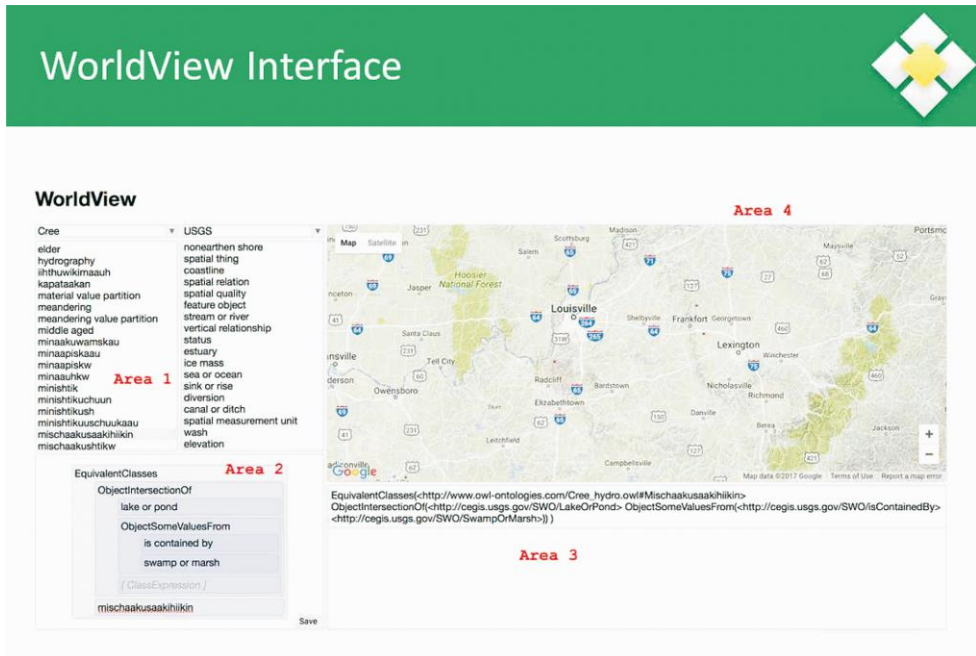 WorldView Interface
WorldView
Cree
elder
hydrography
iihthuwikimaauh
kapataakan
material value partition
meandering
meandering value partition
middle aged
minaakuwamskau
minaapiskaau
minaapiskw
minaauhkw
minishtik
minishtikuchuun
minishtikush
minishtikuuschuukaau
mischaakusaakihiikin
mischaakushtikw
Area 1
USGS
nonearthen shore
spatial thing
coastline
spatial relation
spatial quality
feature object
stream or river
vertical relationship
status
estuary
ice mass
sea or ocean
sink or rise
diversion
canal or ditch
spatial measurement unit
wash
elevation
Area 2
EquivalentClasses
ObjectIntersectionOf
lake or pond
ObjectSomeValuesFrom
is contained by
swamp or marsh
[ ClassExpression ]
mischaakusaakihiikin
Save
Area 4
Map Satellite
Scottsburg
Madison
Salem
Maysville
Portsmo
Jasper
Hoosier
National Forest
Louisville
Shelbyville
Frankfort
Georgetown
Santa Claus
Lexington
Winchester
Tell City
Owensboro
Radcliff
Bardstown
Nicholasville
Richmond
Elizabethtown
Danville
Berea
Jackson
Leitchfield
Campbellsville
Google
Map data ©2017 Google Terms of Use Report a map error
EquivalentClasses(<http://www.owl-ontologies.com/Cree_hydro.owl#Mischaakusaakihiikin>
ObjectIntersectionOf(<http://cegis.usgs.gov/SWO/LakeOrPond> ObjectSomeValuesFrom(<http://cegis.usgs.gov/SWO/isContainedBy>
<http://cegis.usgs.gov/SWO/SwampOrMarsh>)) )
Area 3